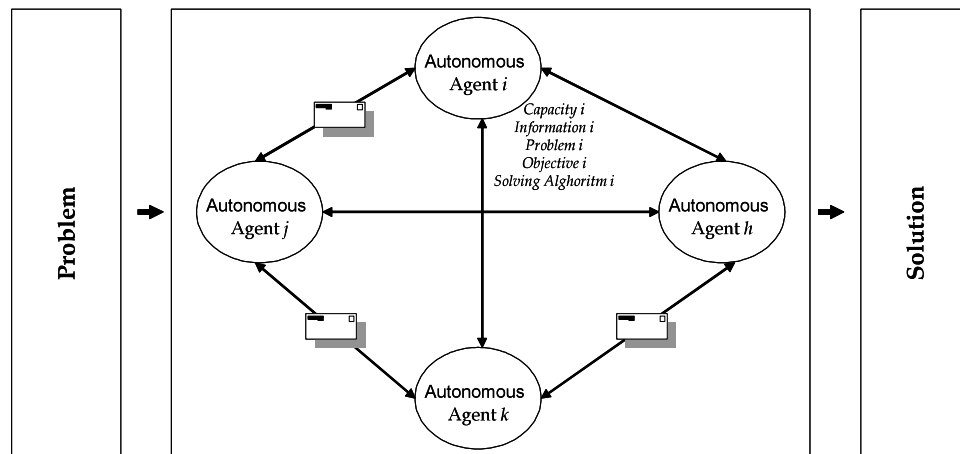 Problem
Autonomous
Agent i
Capacity i
Information i
Problem i
Objective i
Solving Alghoritm i
Autonomous
Agent j
Autonomous
Agent h
Autonomous
Agent k
Solution